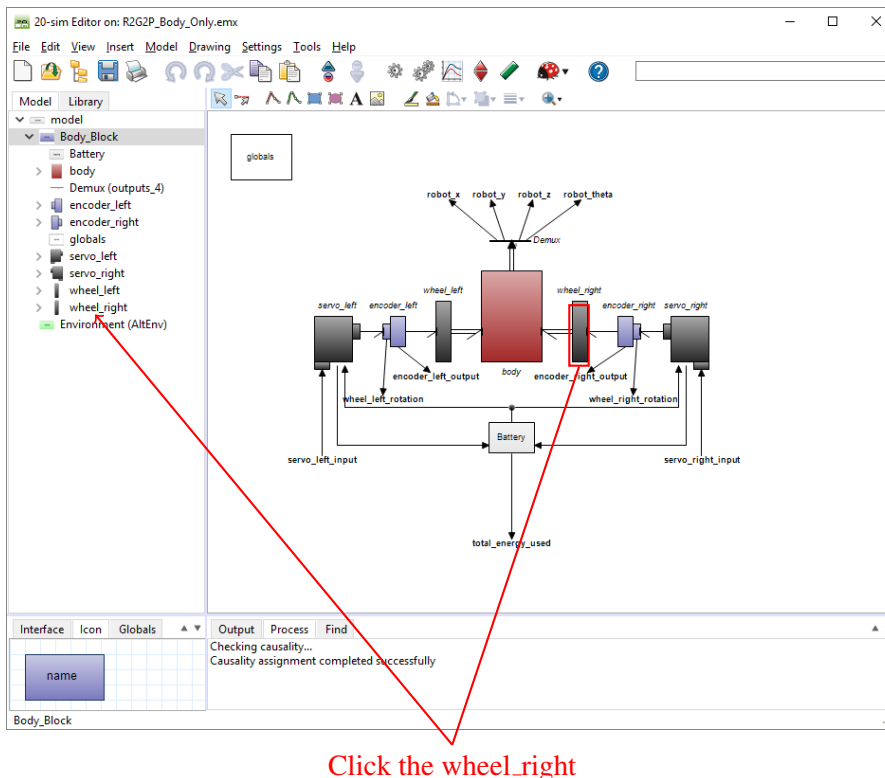 20-sim Editor on: R2G2P_Body_Only.emx
File Edit View Insert Model Drawing Settings Tools Help
Model Library
A
model
Body_Block
Battery
body
Demux (outputs_4)
encoder_left
encoder_right
globals
servo_left
servo_right
wheel_left
wheel_right
Environment (AltEnv)
globals
robot_x robot_y robot_z robot_theta
Demux
wheel_left wheel_right
servo_left encoder_left encoder_right servo_right
body
encoder_left_output encoder_right_output
wheel_left_rotation wheel_right_rotation
Battery
servo_left_input servo_right_input
total_energy_used
Interface Icon Globals
Output Process Find
Checking causality...
Causality assignment completed successfully
name
Body_Block
Click the wheel_right